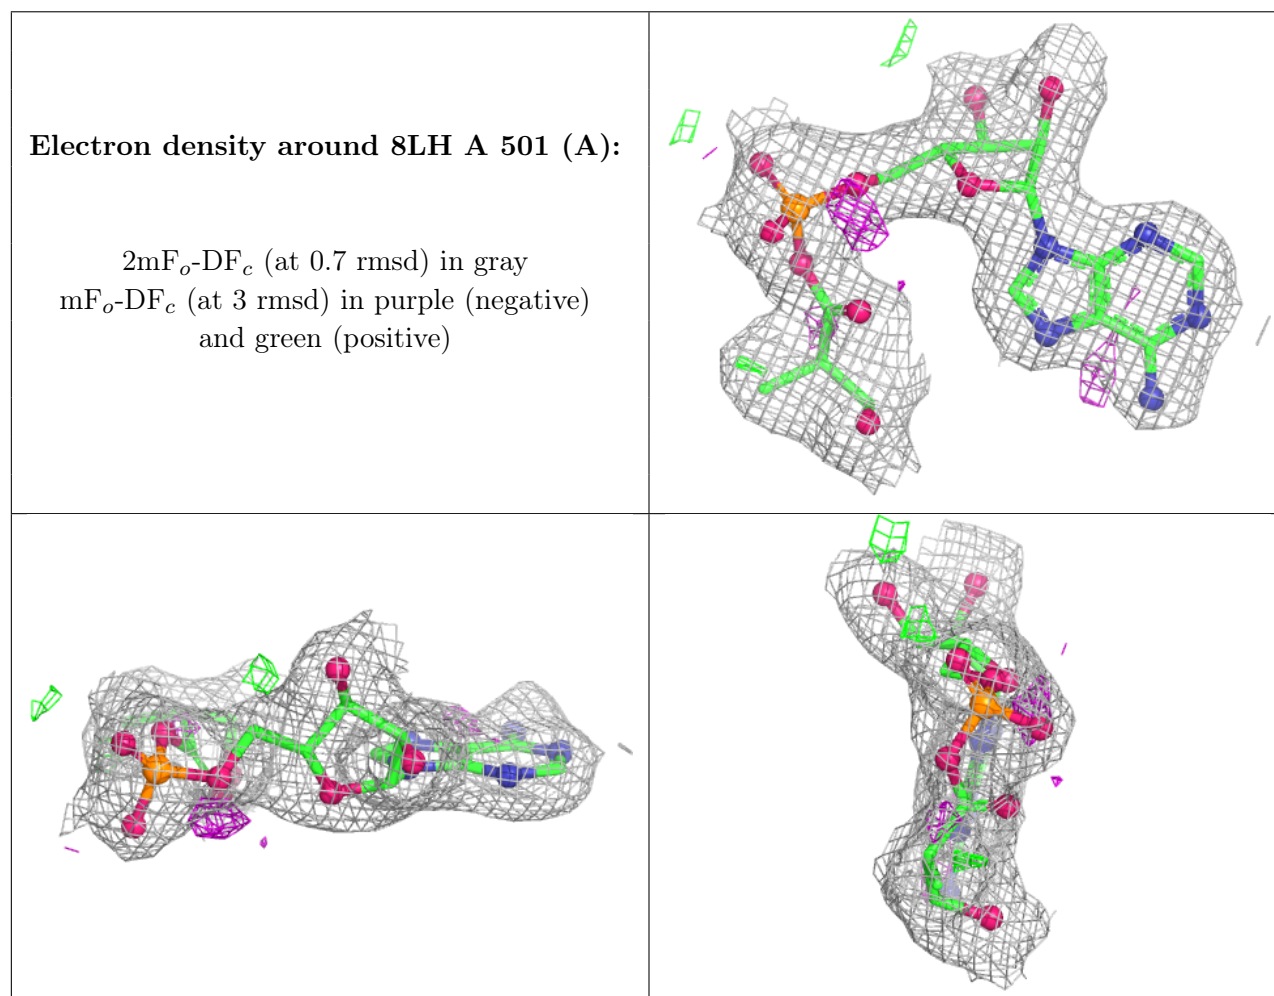 Electron density around 8LH A 501 (A):
2mFₒ-DF𝒸 (at 0.7 rmsd) in gray
mFₒ-DF𝒸 (at 3 rmsd) in purple (negative)
and green (positive)